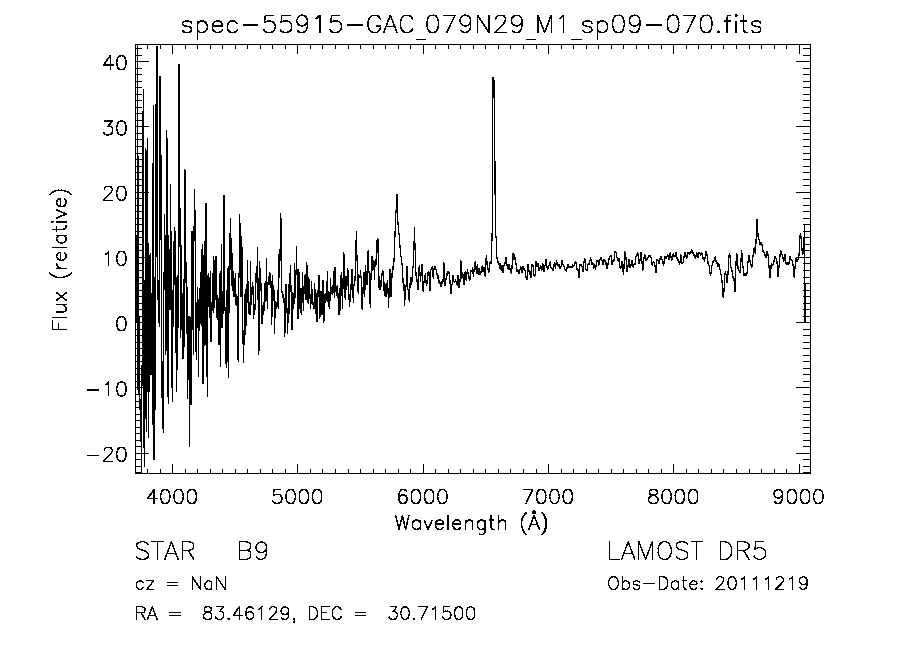 spec-55915-GAC_079N29_M1_sp09-070.fits
40
30
20
10
0
-10
-20
Flux (relative)
4000 5000 6000 7000 8000 9000
Wavelength (Å)
STAR B9 LAMOST DR5
cz = NaN Obs-Date: 20111219
RA = 83.46129, DEC = 30.71500